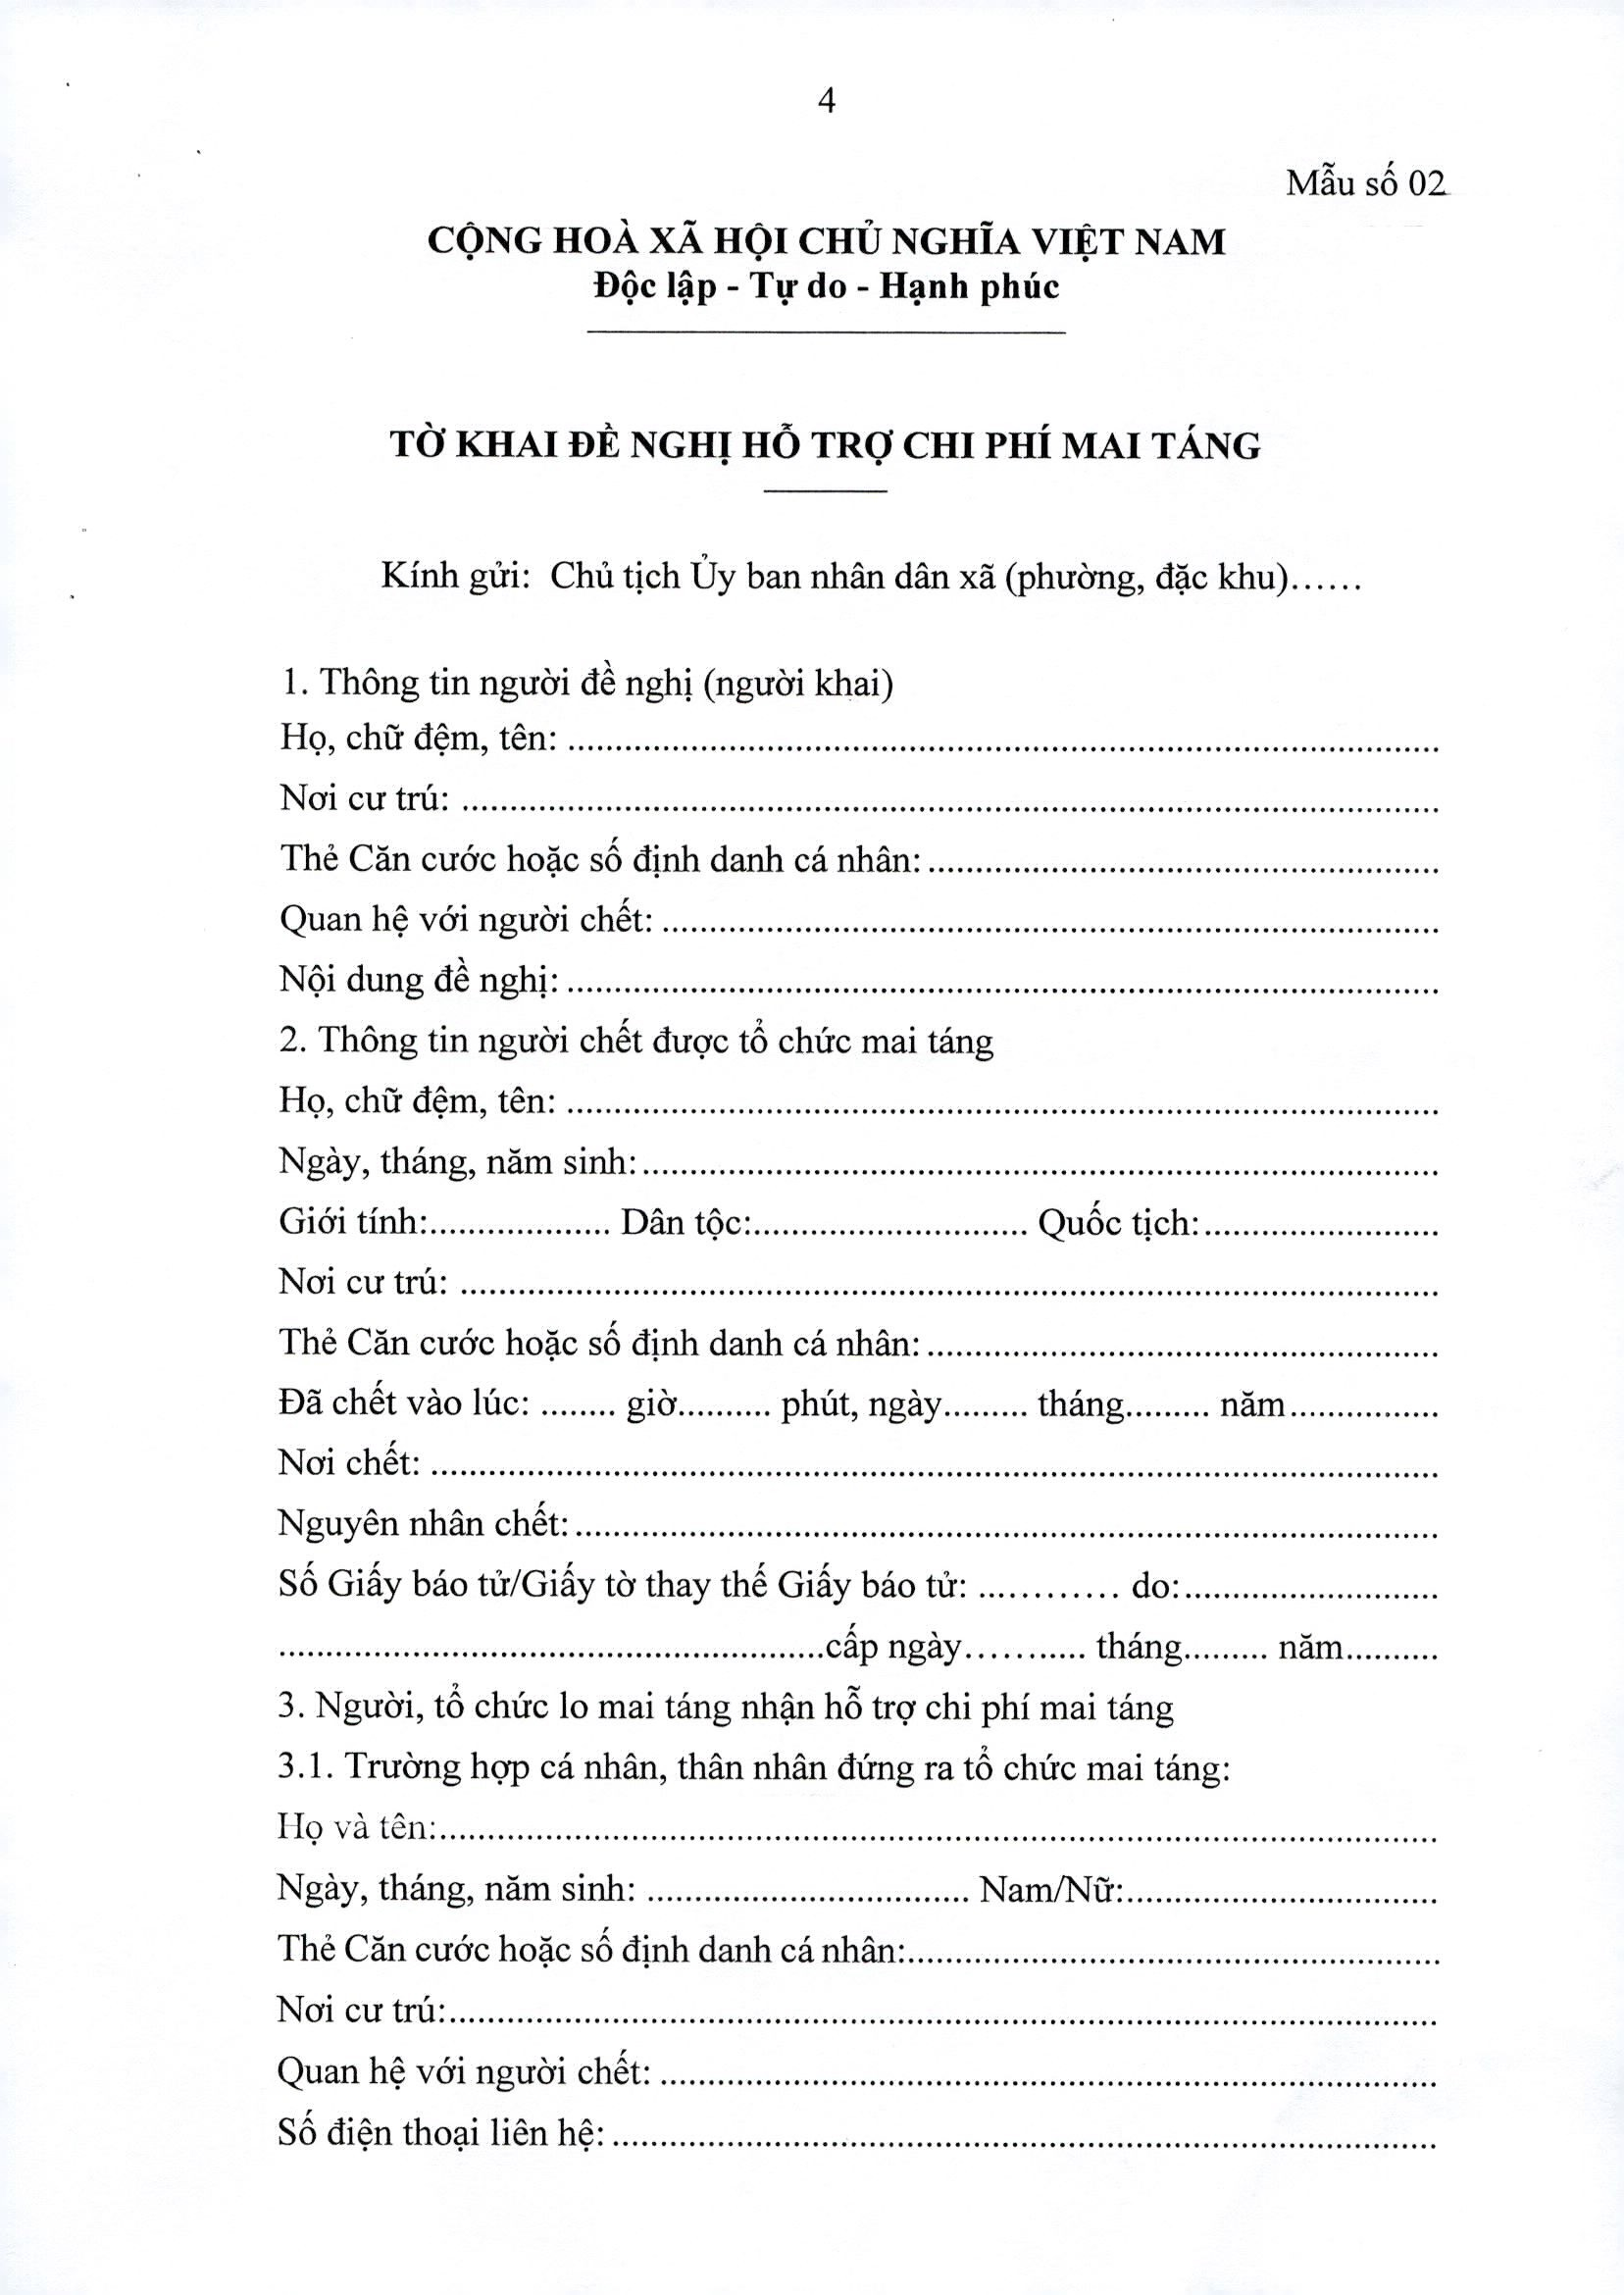 4
Mẫu số 02
CỘNG HOÀ XÃ HỘI CHỦ NGHĨA VIỆT NAM
Độc lập - Tự do - Hạnh phúc
TỜ KHAI ĐỀ NGHỊ HỖ TRỢ CHI PHÍ MAI TÁNG
Kính gửi: Chủ tịch Ủy ban nhân dân xã (phường, đặc khu)......
1. Thông tin người đề nghị (người khai)
Họ, chữ đệm, tên: ........................................
Nơi cư trú: ........................................
Thẻ Căn cước hoặc số định danh cá nhân:........................................
Quan hệ với người chết: ........................................
Nội dung đề nghị: ........................................
2. Thông tin người chết được tổ chức mai táng
Họ, chữ đệm, tên: ........................................
Ngày, tháng, năm sinh:........................................
Giới tính:................... Dân tộc:............................. Quốc tịch:.........................
Nơi cư trú: ........................................
Thẻ Căn cước hoặc số định danh cá nhân:........................................
Đã chết vào lúc: ........ giờ.......... phút, ngày......... tháng......... năm................
Nơi chết: ........................................
Nguyên nhân chết:........................................
Số Giấy báo tử/Giấy tờ thay thế Giấy báo tử: ............ do:...........................
..........................................................cấp ngày............. tháng......... năm..........
3. Người, tổ chức lo mai táng nhận hỗ trợ chi phí mai táng
3.1. Trường hợp cá nhân, thân nhân đứng ra tổ chức mai táng:
Họ và tên:........................................
Ngày, tháng, năm sinh: .................................. Nam/Nữ:.................................
Thẻ Căn cước hoặc số định danh cá nhân:........................................
Nơi cư trú:........................................
Quan hệ với người chết: ........................................
Số điện thoại liên hệ: ........................................